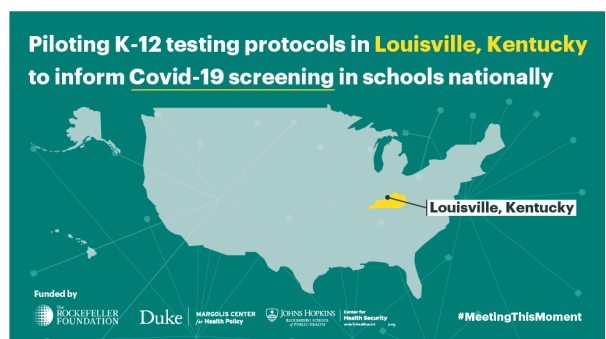 Piloting K-12 testing protocols in Louisville, Kentucky
to inform Covid-19 screening in schools nationally
Louisville, Kentucky
Funded by
The
ROCKEFELLER
FOUNDATION
Duke
MARGOLIS CENTER
for Health Policy
JOHNS HOPKINS
BLOOMBERG SCHOOL
of PUBLIC HEALTH
Center for
Health Security
#MeetingThisMoment